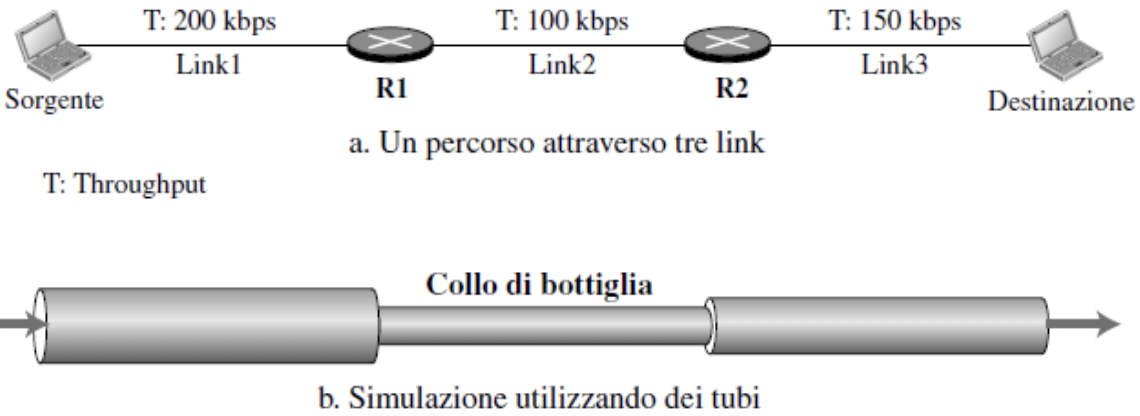 T: 200 kbps
T: 100 kbps
T: 150 kbps
Link1
Link2
Link3
Sorgente
R1
R2
Destinazione
a. Un percorso attraverso tre link
T: Throughput
Collo di bottiglia
b. Simulazione utilizzando dei tubi